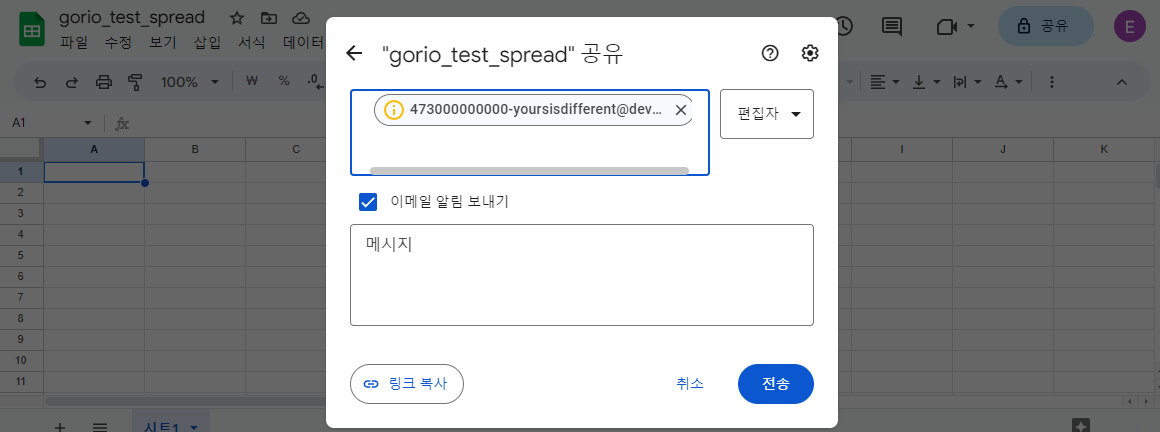 gorio_test_spread
파일 수정 보기 삽입 서식 데이터
공유
E
100% ₩ % .0
A1 fx
A B C I J K
1
2
3
4
5
6
7
8
9
10
11
"gorio_test_spread" 공유
473000000000-yoursisdifferent@dev…
편집자
이메일 알림 보내기
메시지
링크 복사
취소
전송
시트1